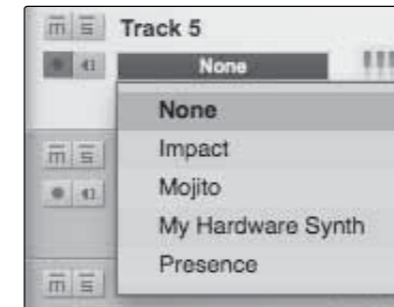 m s Track 5
None
None
Impact
m s Mojito
My Hardware Synth
Presence
m s